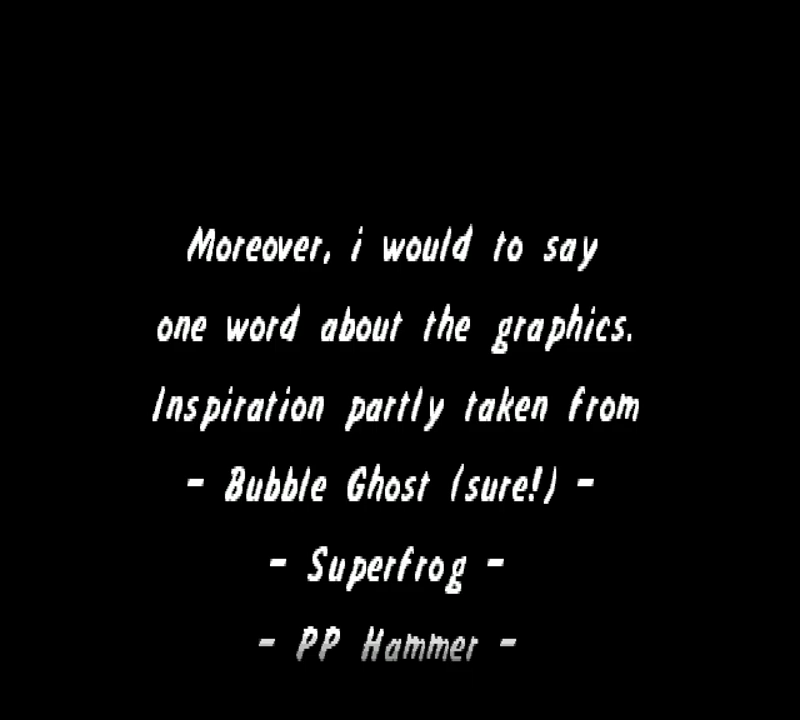 Moreover, i would to say
one word about the graphics.
Inspiration partly taken from
- Bubble Ghost (sure!) -
- Superfrog -
- PP Hammer -